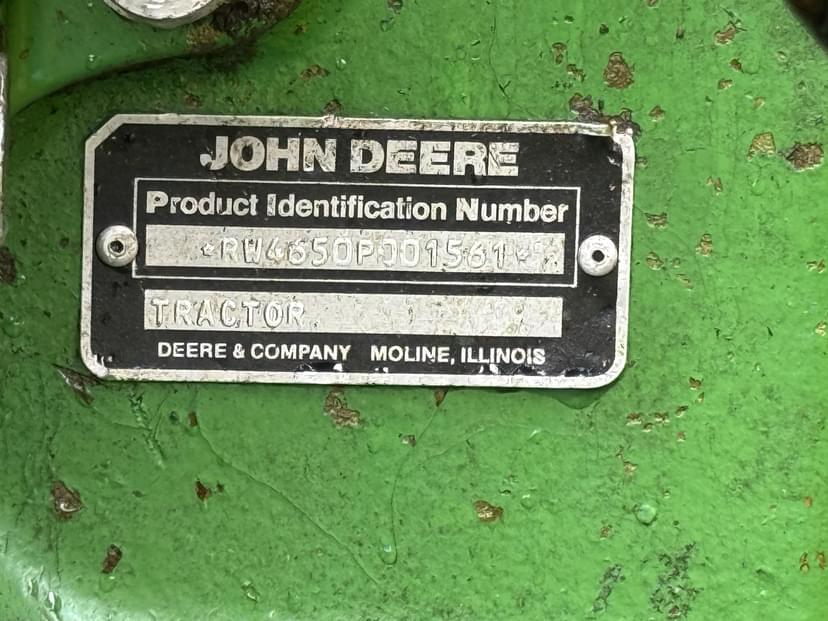 JOHN DEERE
Product Identification Number
*RW4650P001561*
TRACTOR
DEERE & COMPANY MOLINE, ILLINOIS